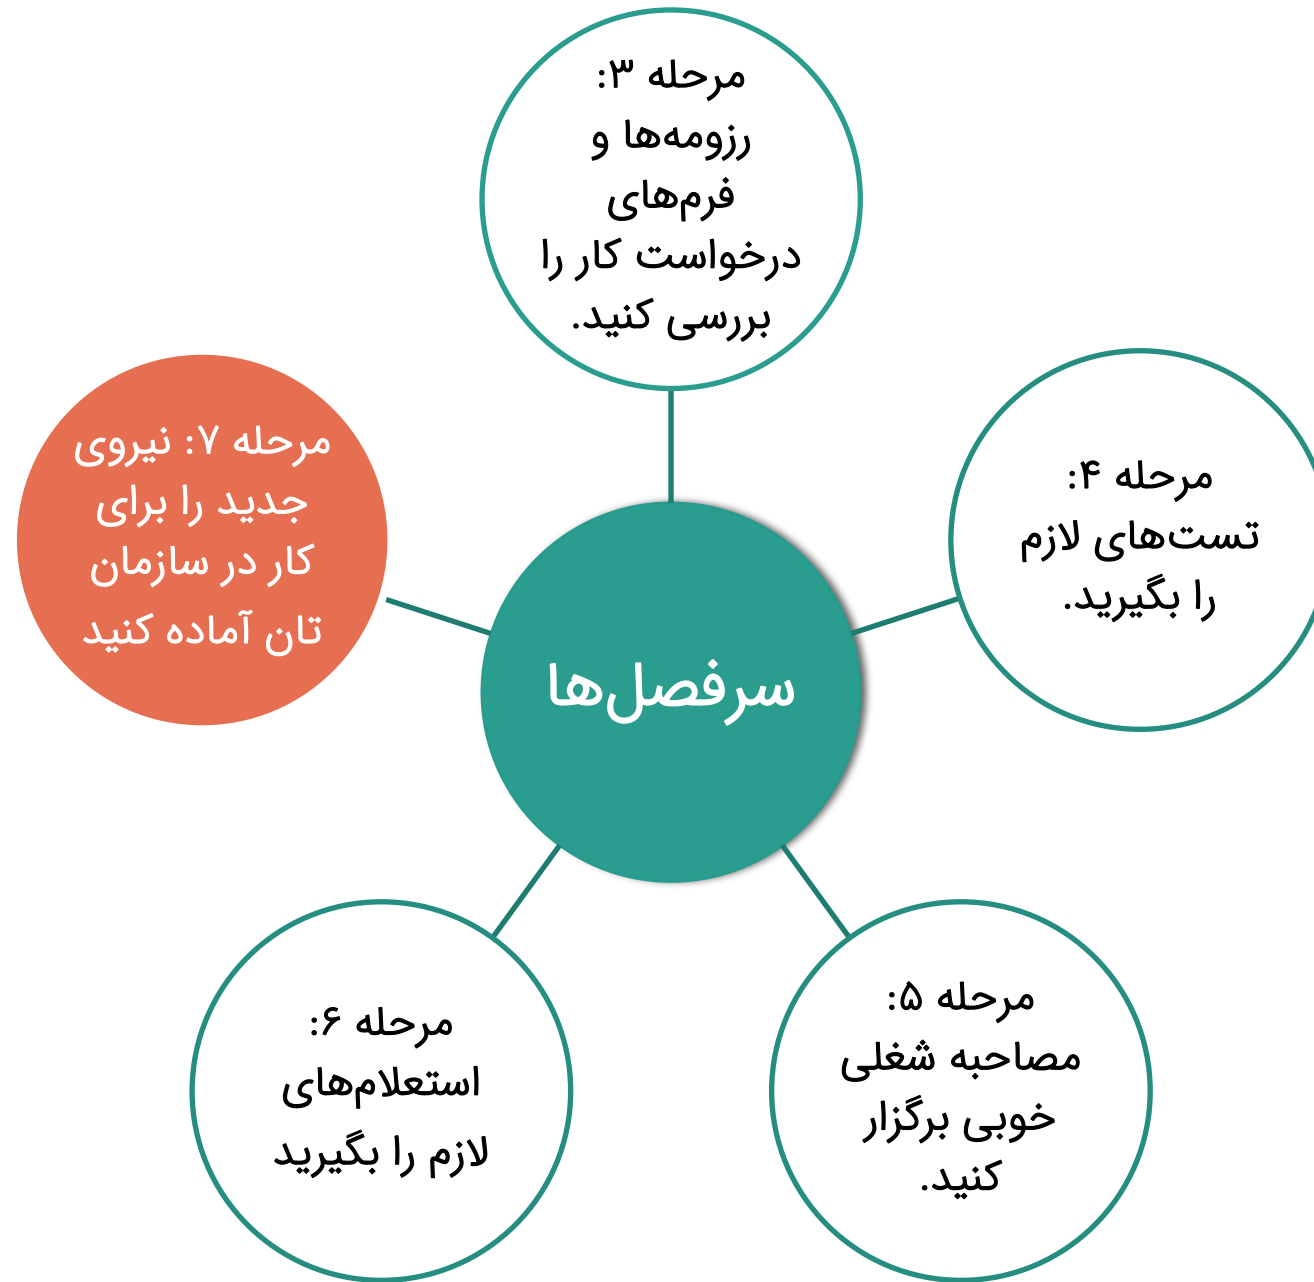 مرحله ۳:
رزومه‌ها و
فرم‌های
درخواست کار را
بررسی کنید.
مرحله ۴:
تست‌های لازم
را بگیرید.
مرحله ۵:
مصاحبه شغلی
خوبی برگزار
کنید.
مرحله ۶:
استعلام‌های
لازم را بگیرید
مرحله ۷: نیروی
جدید را برای
کار در سازمان
تان آماده کنید
سرفصل‌ها